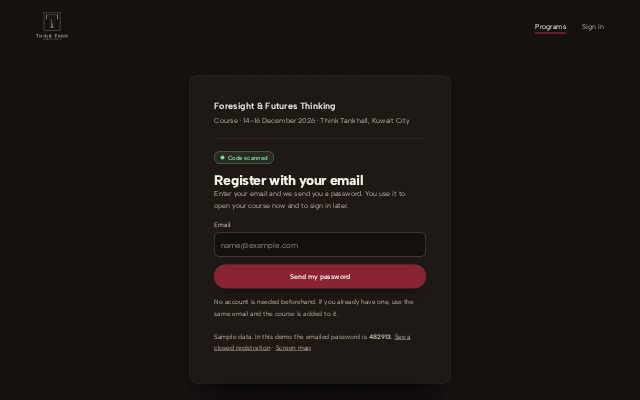 THINK TANK
Programs
Sign in
Foresight & Futures Thinking
Course · 14–16 December 2026 · Think Tank hall, Kuwait City
Code scanned
Register with your email
Enter your email and we send you a password. You use it to
open your course now and to sign in later.
Email
name@example.com
Send my password
No account is needed beforehand. If you already have one, use the
same email and the course is added to it.
Sample data. In this demo the emailed password is 482913. See a
closed registration · Screen map